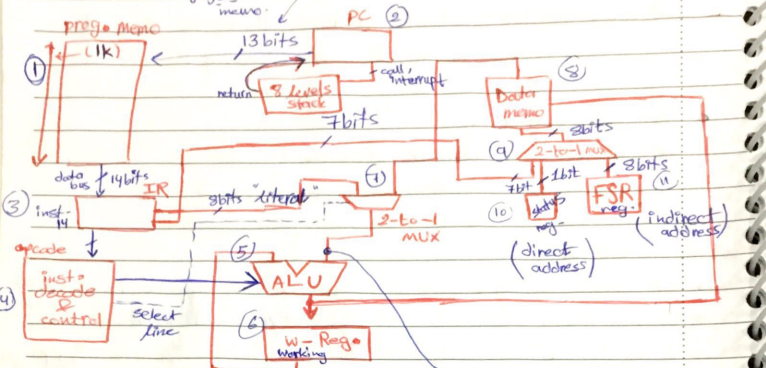 memo.
PC ②
prog. memo
(1K)
13bits
①
8 levels
stack
return
call,
interrupt
⑧
Data
memo
7bits
8bits
⑨
2-to-1 mux
data
bus
14bits
7bit
1bit
8bits
③
inst.
14
IR
8bits "literal"
⑦
2-to-1
MUX
⑩
status
reg.
FSR
reg.
⑪
(direct
address)
(indirect
address)
opcode
④
inst.
decode
&
control
select
line
⑤
ALU
⑥
W-Reg.
working